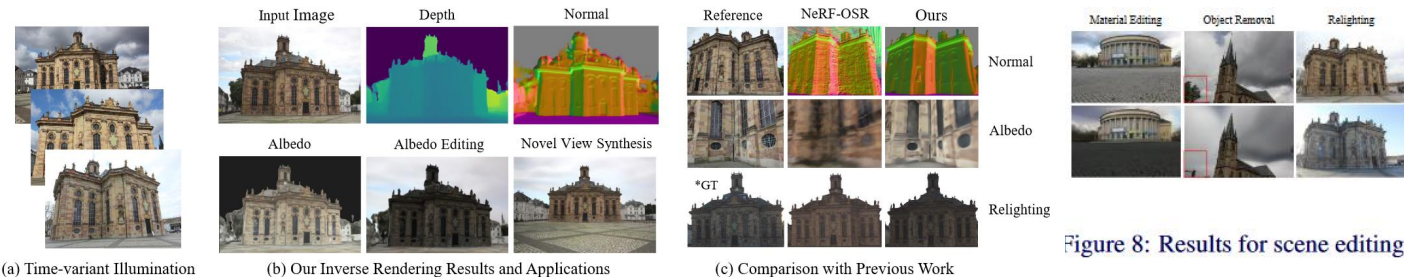 Input Image
Depth
Normal
Albedo
Albedo Editing
Novel View Synthesis
(a) Time-variant Illumination
(b) Our Inverse Rendering Results and Applications
Reference
NeRF-OSR
Ours
Normal
Albedo
*GT
Relighting
(c) Comparison with Previous Work
Material Editing
Object Removal
Relighting
Figure 8: Results for scene editing